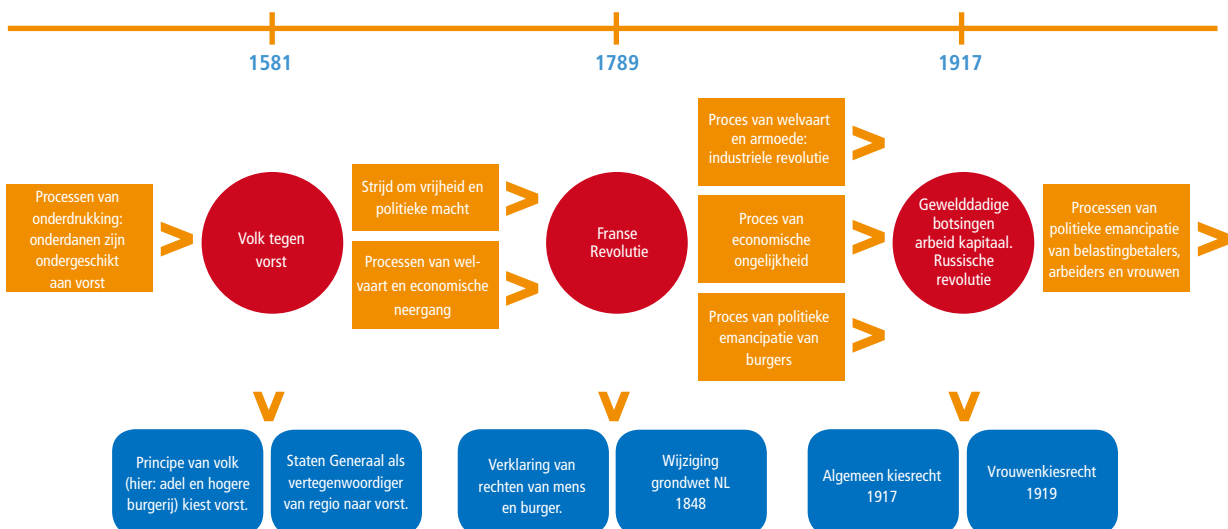 1581
1789
1917
Processen van
onderdrukking:
onderdanen zijn
ondergeschikt
aan vorst
>
Volk tegen
vorst
Strijd om vrijheid en
politieke macht
>
Processen van wel-
vaart en economische
neergang
>
Franse
Revolutie
Proces van welvaart
en armoede:
industriele revolutie
>
Proces van
economische
ongelijkheid
>
Proces van politieke
emancipatie van
burgers
>
Gewelddadige
botsingen
arbeid kapitaal.
Russische
revolutie
Processen van
politieke emancipatie
van belastingbetalers,
arbeiders en vrouwen
>
Principe van volk
(hier: adel en hogere
burgerij) kiest vorst.
Staten Generaal als
vertegenwoordiger
van regio naar vorst.
Verklaring van
rechten van mens
en burger.
Wijziging
grondwet NL
1848
Algemeen kiesrecht
1917
Vrouwenkiesrecht
1919